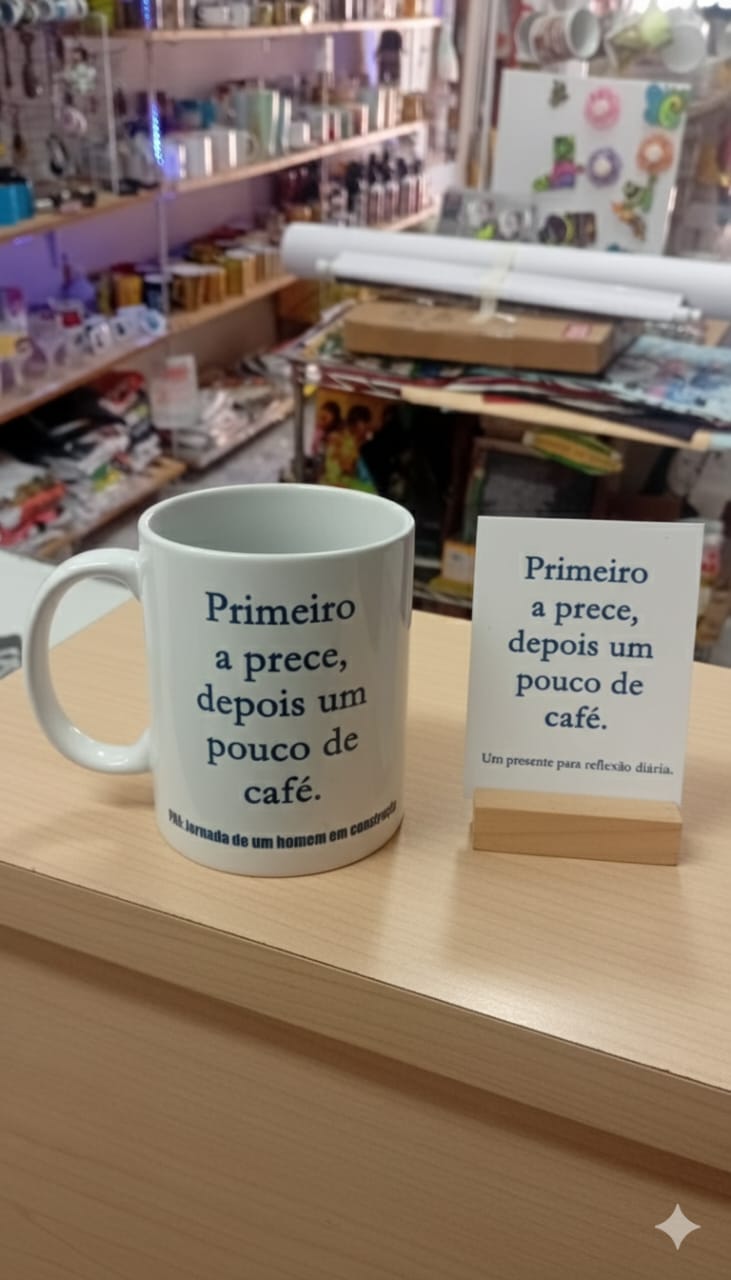 Primeiro
a prece,
depois um
pouco de
café.
PAI: Jornada de um homem em construção
Primeiro
a prece,
depois um
pouco de
café.
Um presente para reflexão diária.